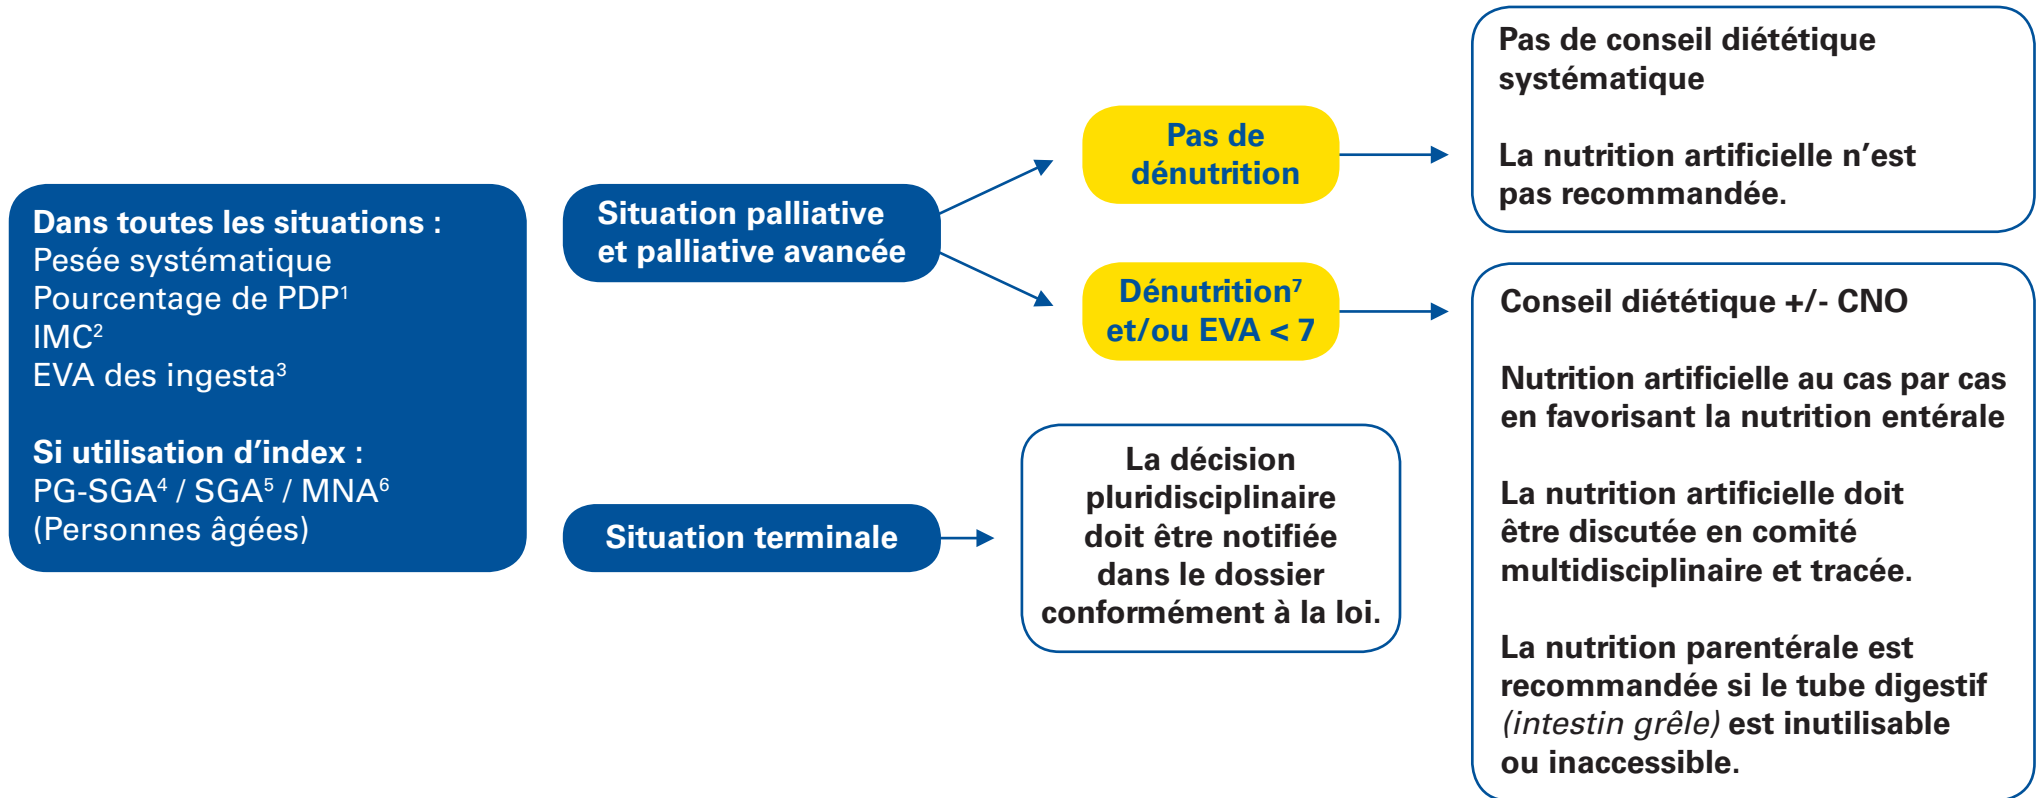 Dans toutes les situations :
Pesée systématique
Pourcentage de PDP¹
IMC²
EVA des ingesta³
Si utilisation d’index :
PG-SGA⁴ / SGA⁵ / MNA⁶
(Personnes âgées)
Situation palliative
et palliative avancée
Pas de
dénutrition
Pas de conseil diététique
systématique
La nutrition artificielle n’est
pas recommandée.
Dénutrition⁷
et/ou EVA < 7
Conseil diététique +/- CNO
Nutrition artificielle au cas par cas
en favorisant la nutrition entérale
La nutrition artificielle doit
être discutée en comité
multidisciplinaire et tracée.
La nutrition parentérale est
recommandée si le tube digestif
(intestin grêle) est inutilisable
ou inaccessible.
Situation terminale
La décision
pluridisciplinaire
doit être notifiée
dans le dossier
conformément à la loi.